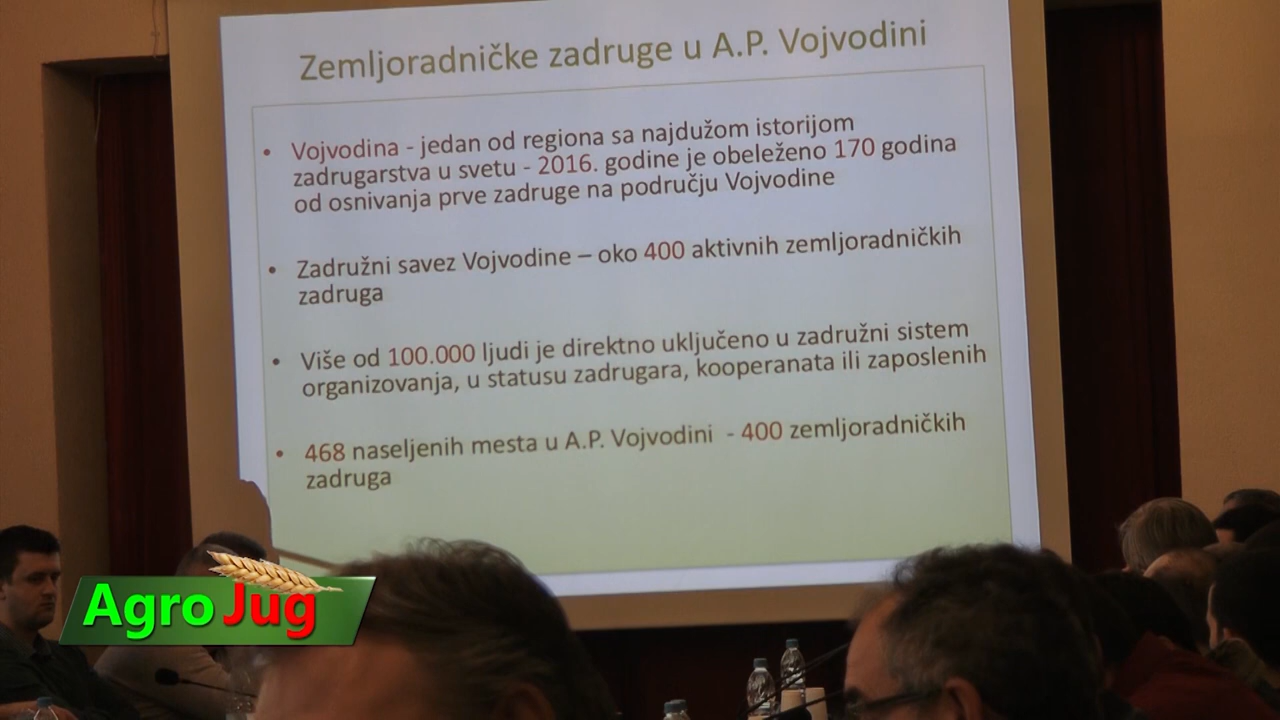 Zemljoradničke zadruge u A.P. Vojvodini
• Vojvodina - jedan od regiona sa najdužom istorijom
zadrugarstva u svetu - 2016. godine je obeleženo 170 godina
od osnivanja prve zadruge na području Vojvodine
• Zadružni savez Vojvodine – oko 400 aktivnih zemljoradničkih
zadruga
• Više od 100.000 ljudi je direktno uključeno u zadružni sistem
organizovanja, u statusu zadrugara, kooperanata ili zaposlenih
• 468 naseljenih mesta u A.P. Vojvodini - 400 zemljoradničkih
zadruga
Agro Jug